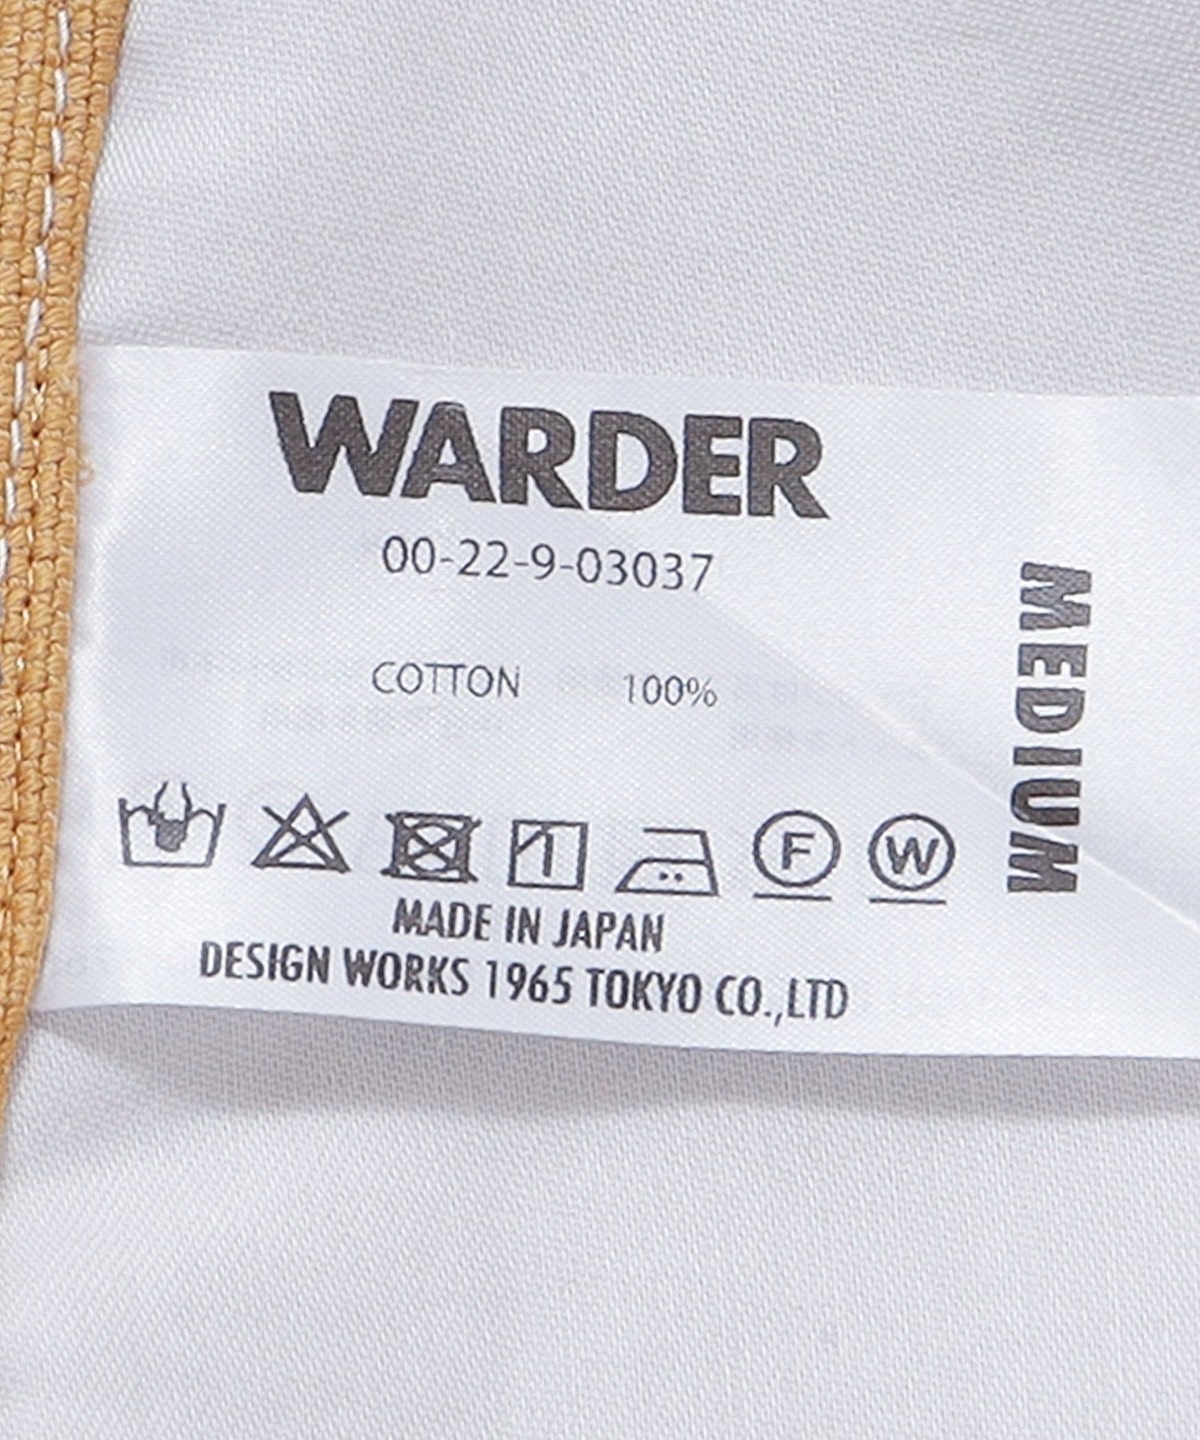 WARDER
00-22-9-03037
COTTON 100%
MEDIUM
F W
MADE IN JAPAN
DESIGN WORKS 1965 TOKYO CO.,LTD